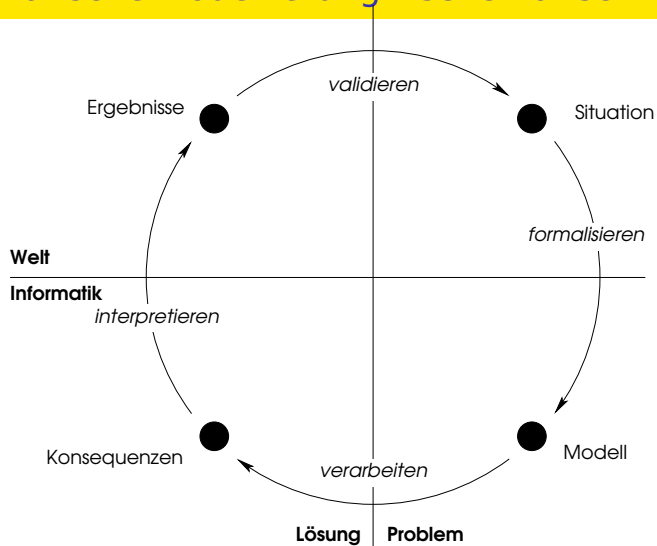 validieren
Ergebnisse
Situation
formalisieren
Welt
Informatik
interpretieren
Konsequenzen
verarbeiten
Modell
Lösung Problem